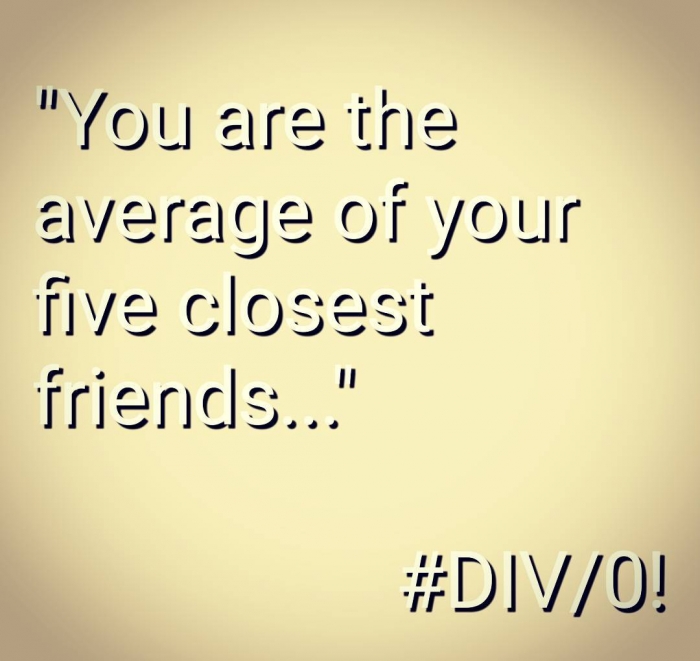 "You are the
average of your
five closest
friends..."
#DIV/0!